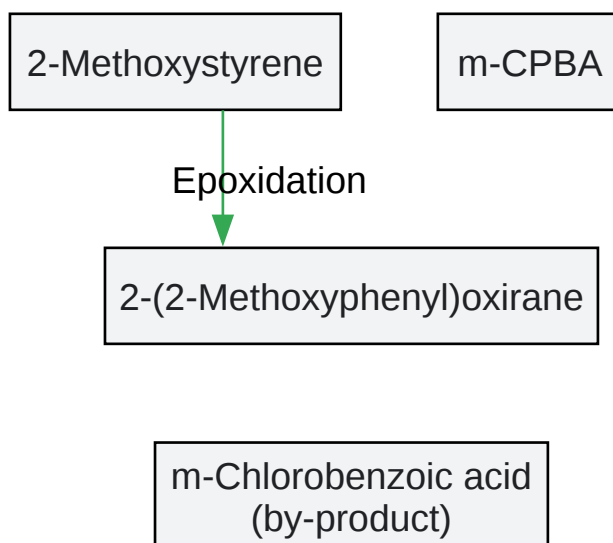 2-Methoxystyrene
m-CPBA
Epoxidation
2-(2-Methoxyphenyl)oxirane
m-Chlorobenzoic acid
(by-product)